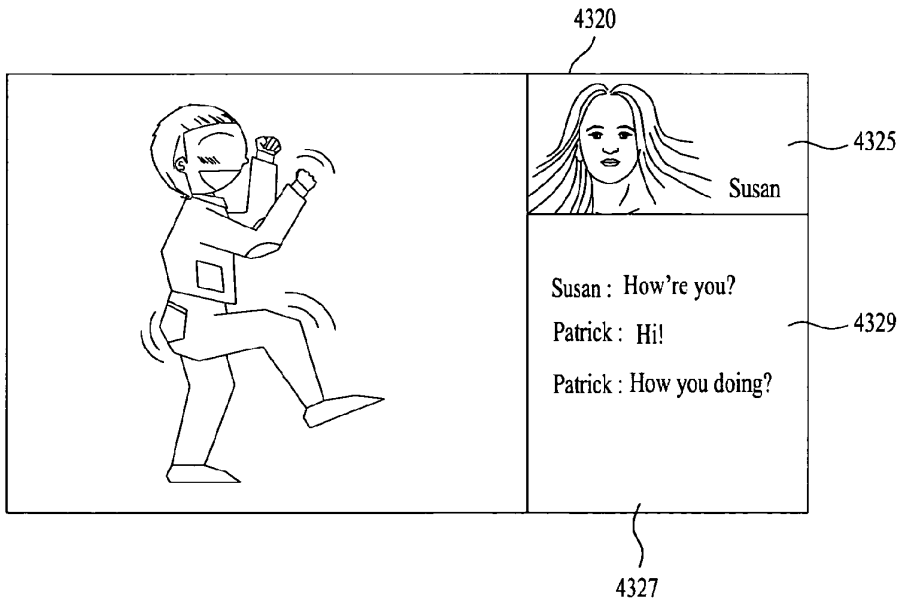 4320
4325
Susan
Susan : How're you?
Patrick : Hi!
4329
Patrick : How you doing?
4327